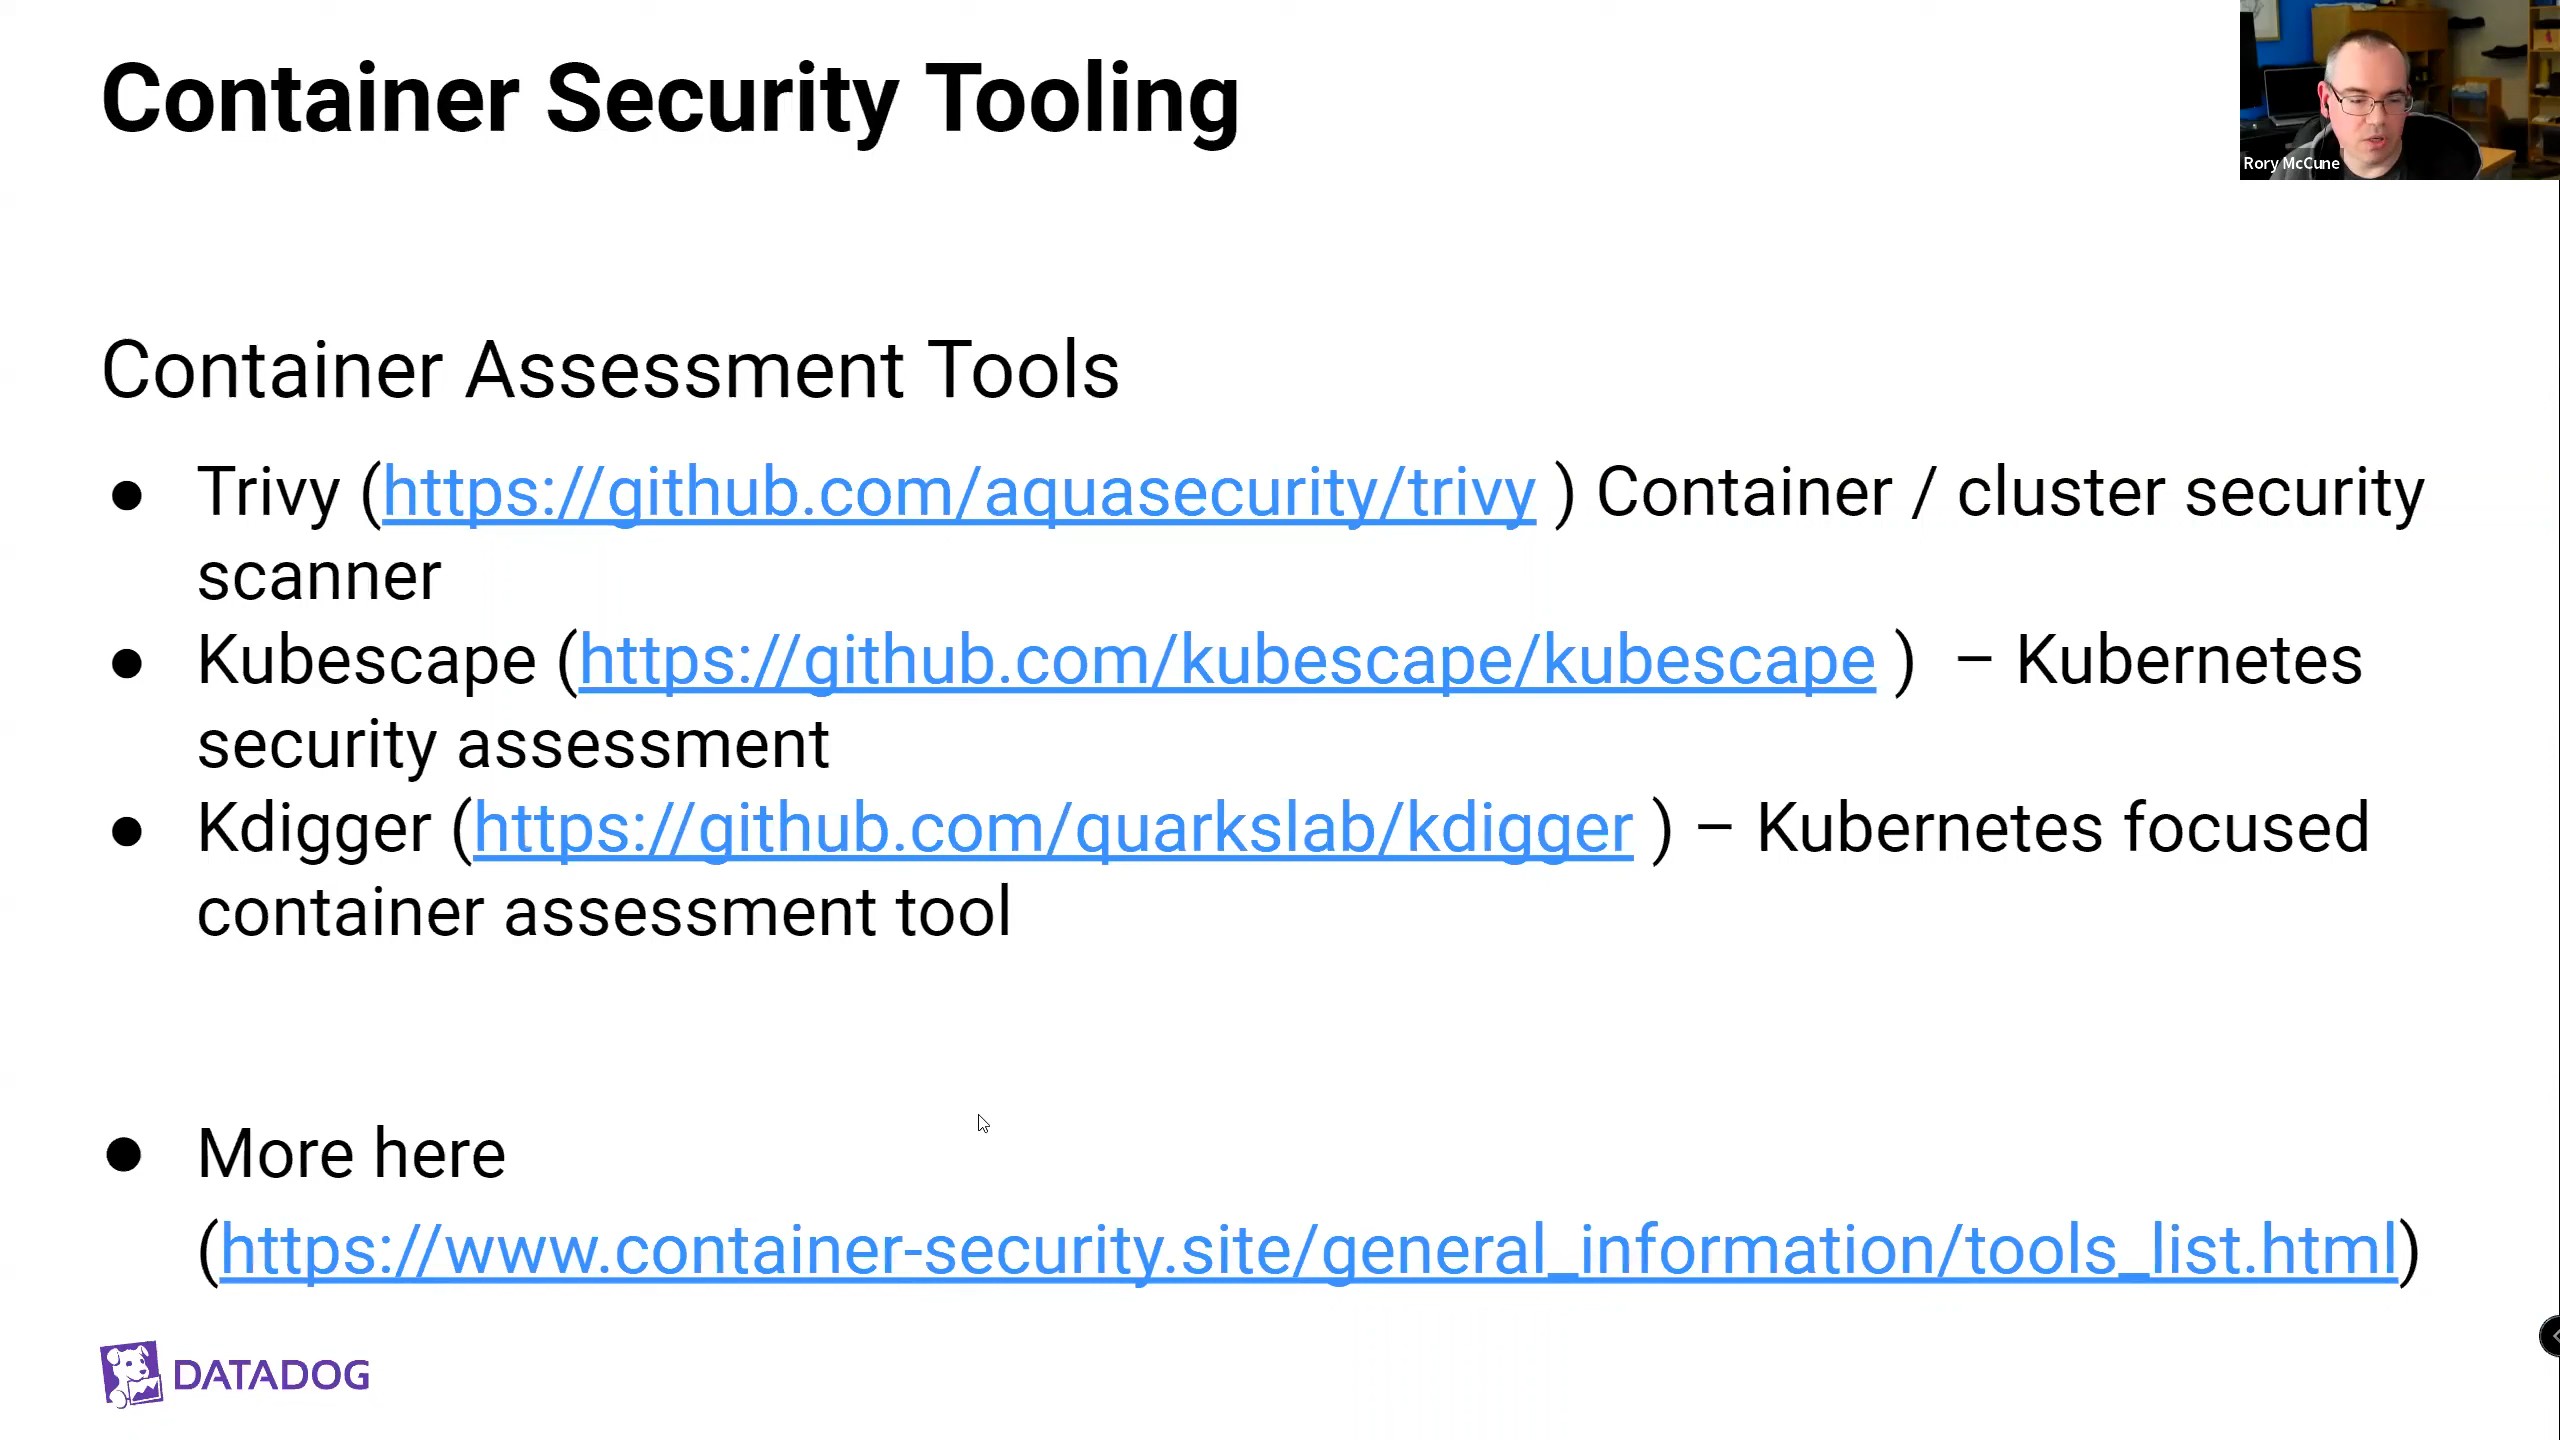 Container Security Tooling
Rory McCune
Container Assessment Tools
● Trivy (https://github.com/aquasecurity/trivy ) Container / cluster security
scanner
● Kubescape (https://github.com/kubescape/kubescape )  – Kubernetes
security assessment
● Kdigger (https://github.com/quarkslab/kdigger ) – Kubernetes focused
container assessment tool
● More here
(https://www.container-security.site/general_information/tools_list.html)
DATADOG